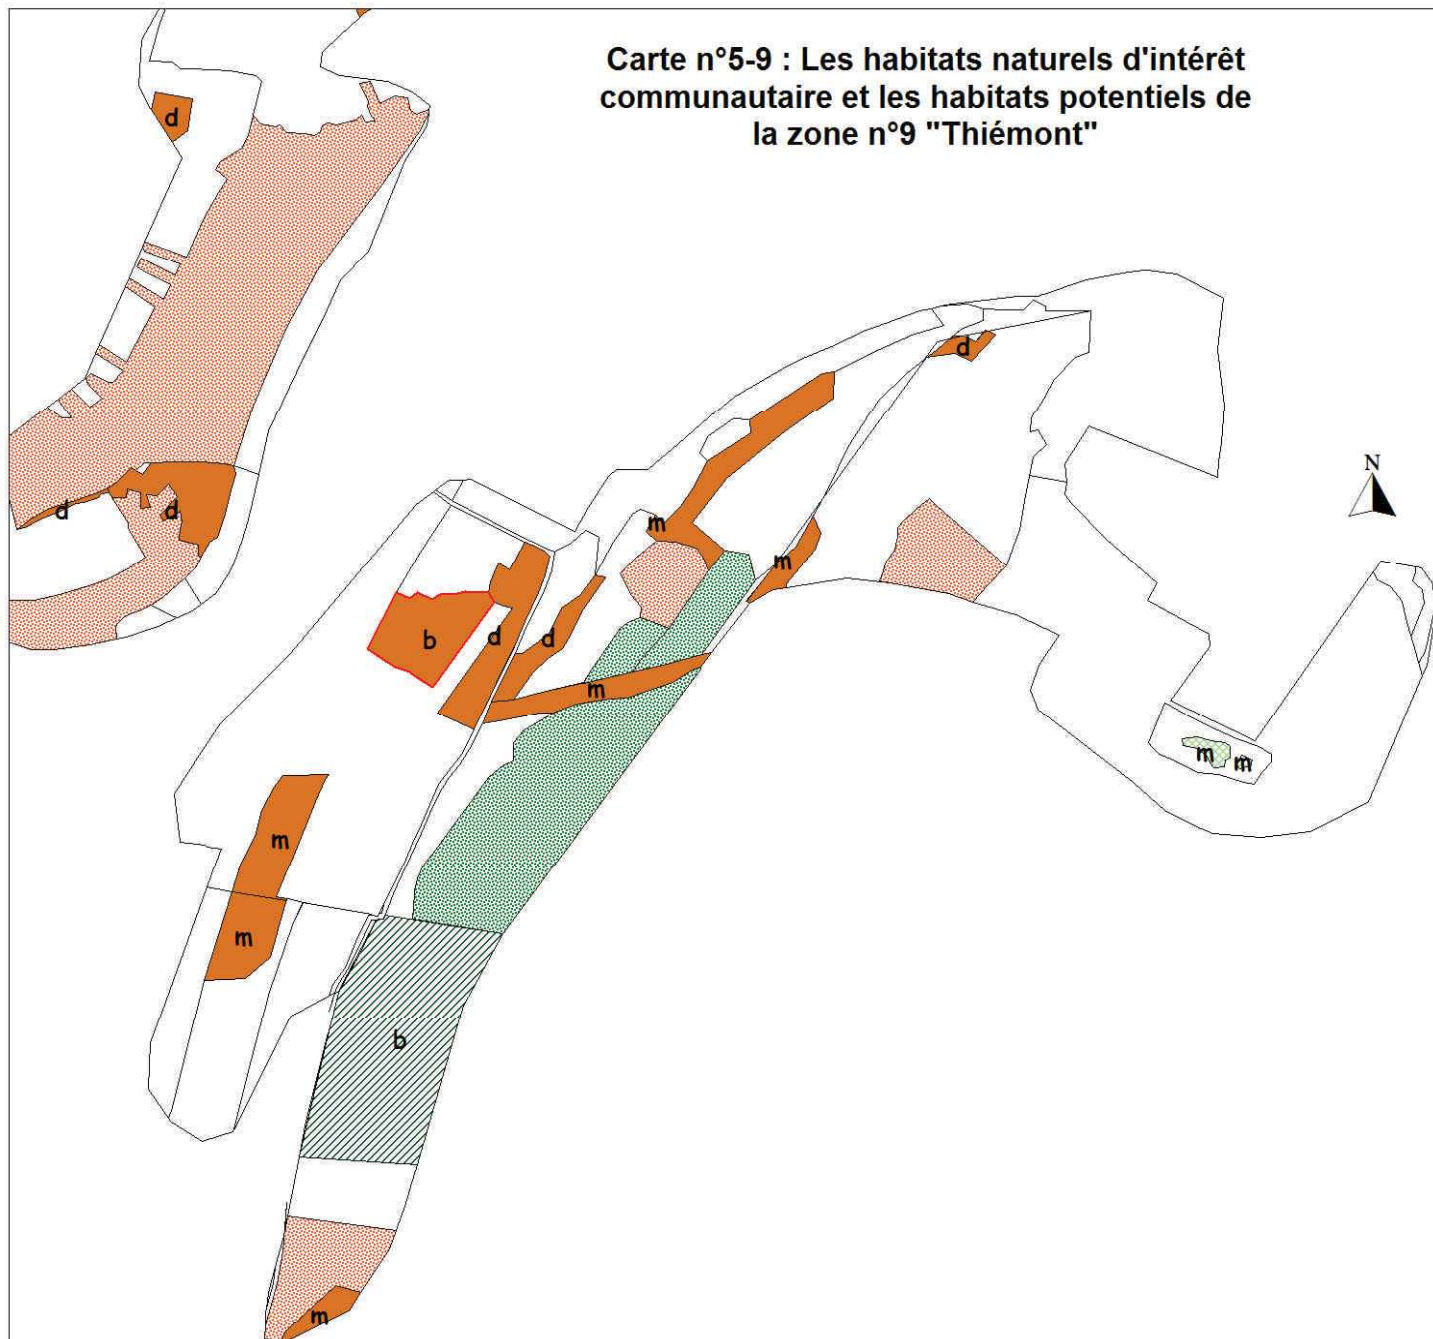 Carte n°5-9 : Les habitats naturels d'intérêt
communautaire et les habitats potentiels de
la zone n°9 "Thiémont"
d
d
N
d
d
m
m
b
d
d
m
m
m
m
m
b
m